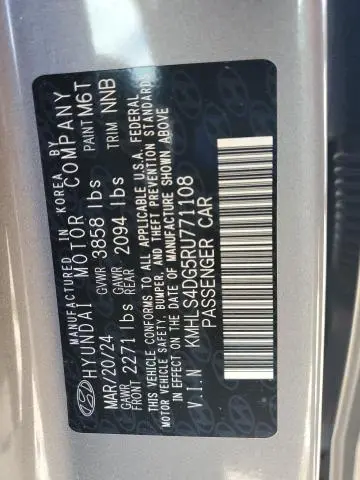 MANUFACTURED IN KOREA BY
HYUNDAI MOTOR COMPANY
MAR/20/24 GVWR 3858 lbs PAINT M6T
GAWR FRONT 2271 lbs GAWR REAR 2094 lbs TRIM NNB
THIS VEHICLE CONFORMS TO ALL APPLICABLE U.S.A. FEDERAL
MOTOR VEHICLE SAFETY, BUMPER, AND THEFT PREVENTION STANDARDS
IN EFFECT ON THE DATE OF MANUFACTURE SHOWN ABOVE
V.I.N KMHLS4DG5RU771108
PASSENGER CAR